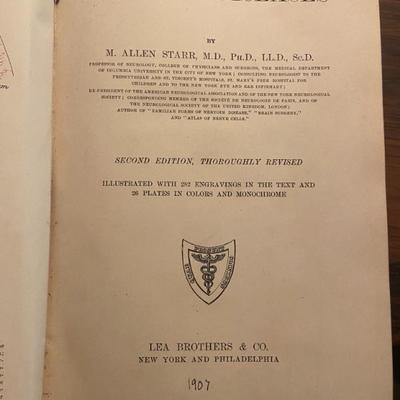 BY
M. ALLEN STARR, M.D., PH.D., LL.D., SC.D.
PROFESSOR OF NEUROLOGY, COLLEGE OF PHYSICIANS AND SURGEONS, THE MEDICAL DEPARTMENT
OF COLUMBIA UNIVERSITY IN THE CITY OF NEW YORK; CONSULTING NEUROLOGIST TO THE
PRESBYTERIAN AND ST. VINCENT'S HOSPITALS, ST. MARY'S FREE HOSPITAL FOR
CHILDREN AND TO THE NEW YORK EYE AND EAR INFIRMARY;
EX-PRESIDENT OF THE AMERICAN NEUROLOGICAL ASSOCIATION AND OF THE NEW YORK NEUROLOGICAL
SOCIETY; CORRESPONDING MEMBER OF THE SOCIÉTÉ DE NEUROLOGIE DE PARIS, AND OF
THE NEUROLOGICAL SOCIETY OF THE UNITED KINGDOM, LONDON;
AUTHOR OF "FAMILIAR FORMS OF NERVOUS DISEASE," "BRAIN SURGERY,"
AND "ATLAS OF NERVE CELLS."
SECOND EDITION, THOROUGHLY REVISED
ILLUSTRATED WITH 282 ENGRAVINGS IN THE TEXT AND
26 PLATES IN COLORS AND MONOCHROME
LEA BROTHERS & CO.
NEW YORK AND PHILADELPHIA
1907